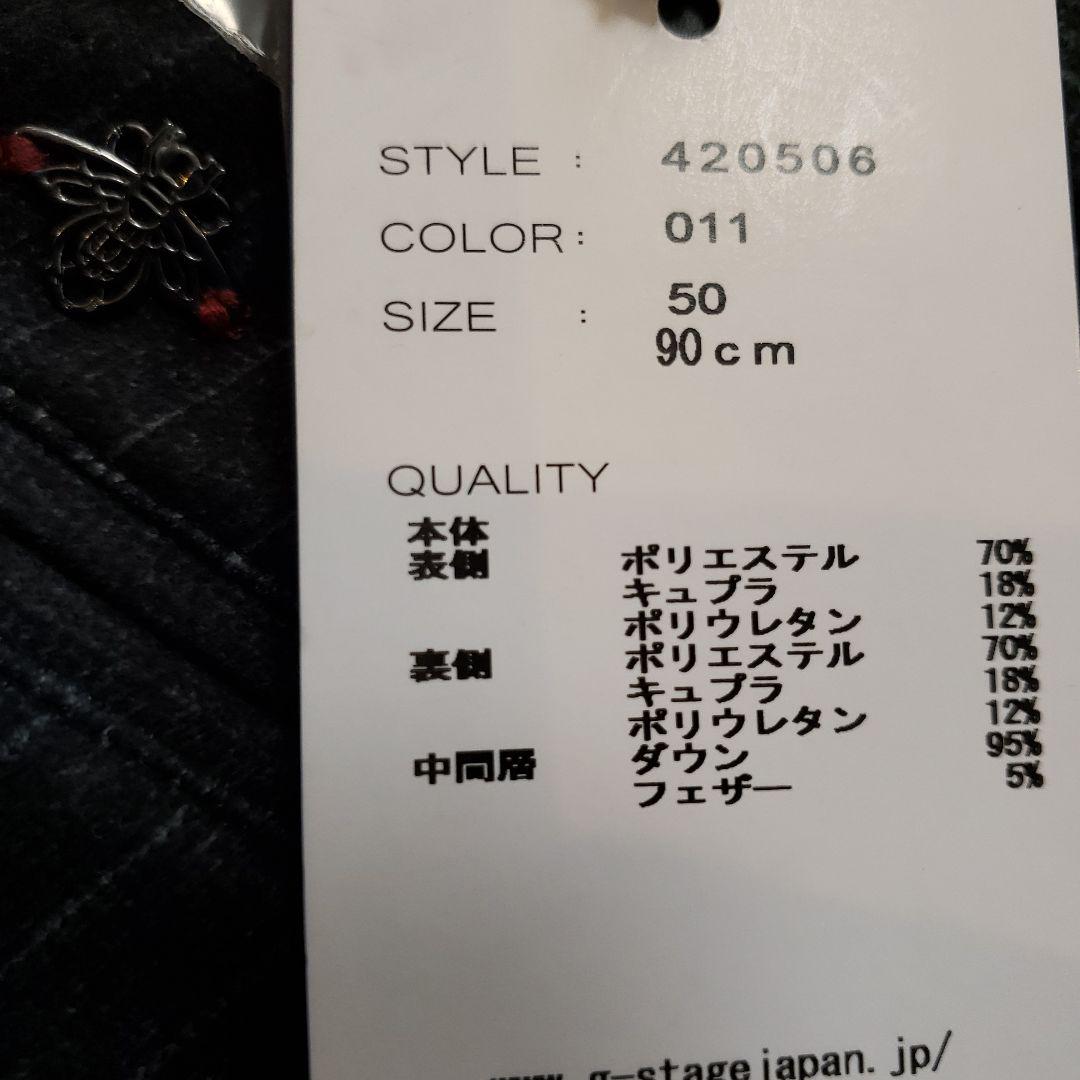 STYLE : 420506
COLOR : 011
SIZE : 50
90cm
QUALITY
本体
表側 ポリエステル 70%
キュプラ 18%
ポリウレタン 12%
裏側 ポリエステル 70%
キュプラ 18%
ポリウレタン 12%
中間層 ダウン 95%
フェザー 5%
www.g-stagejapan.jp/